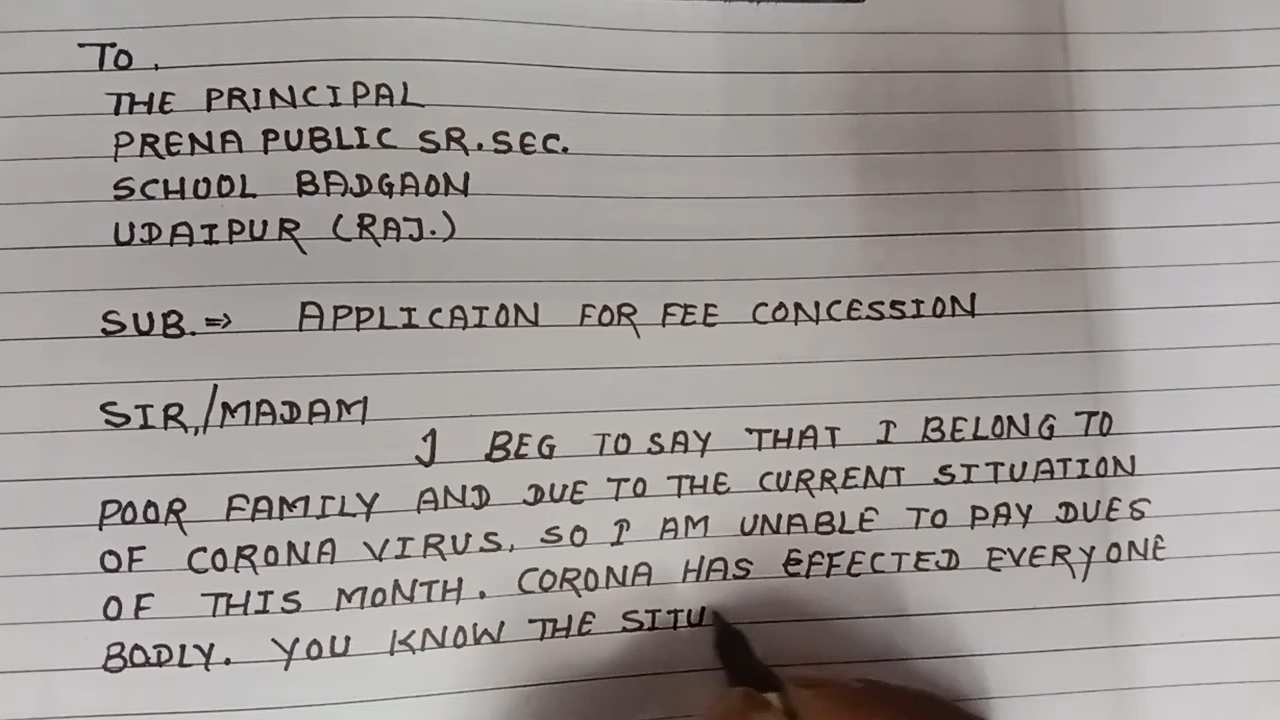 TO,
THE PRINCIPAL
PRENA PUBLIC SR.SEC.
SCHOOL BADGAON
UDAIPUR (RAJ.)
SUB.⇒ APPLICAION FOR FEE CONCESSION
SIR,/MADAM
I BEG TO SAY THAT I BELONG TO
POOR FAMILY AND DUE TO THE CURRENT SITUATION
OF CORONA VIRUS, SO I AM UNABLE TO PAY DUES
OF THIS MONTH. CORONA HAS EFFECTED EVERYONE
BADLY. YOU KNOW THE SITU